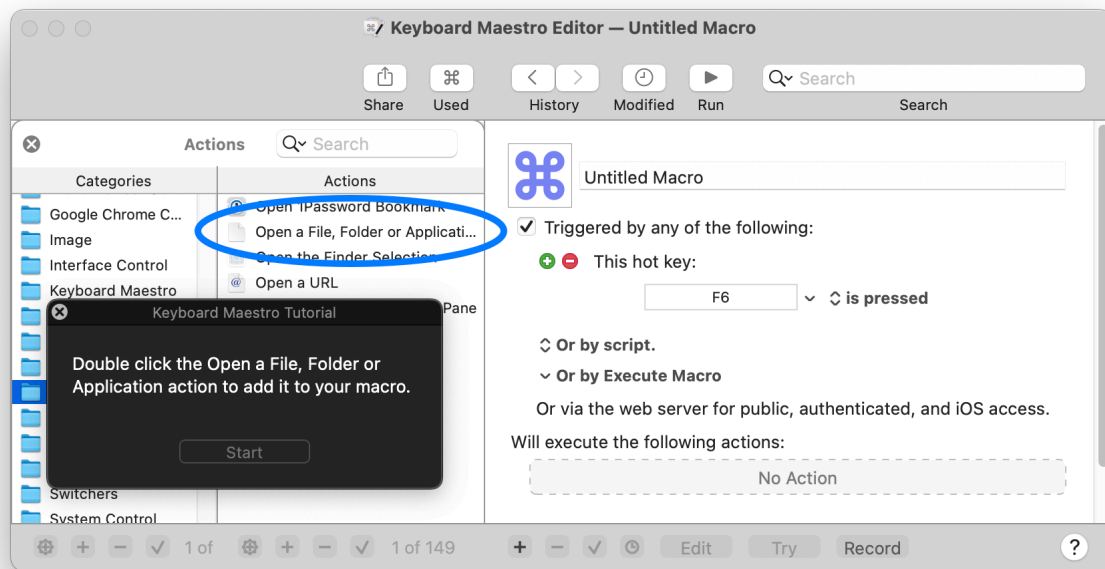 Keyboard Maestro Editor — Untitled Macro
Share
Used
History
Modified
Run
Search
Search
Actions
Search
Categories
Actions
Google Chrome C...
Image
Interface Control
Keyboard Maestro
Switchers
System Control
Open 1Password Bookmark
Open a File, Folder or Applicati...
Open the Finder Selection
Open a URL
Pane
Keyboard Maestro Tutorial
Double click the Open a File, Folder or
Application action to add it to your macro.
Start
Untitled Macro
Triggered by any of the following:
This hot key:
F6
is pressed
Or by script.
Or by Execute Macro
Or via the web server for public, authenticated, and iOS access.
Will execute the following actions:
No Action
1 of
1 of 149
Edit
Try
Record
?